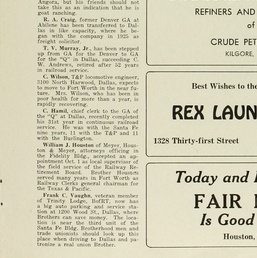 Angora, but his friends should not
take this as an indication that he is
goat ranching.
R. A. Craig, former Denver GA at
Abilene has been transferred to Dal-
las in like capacity, where he be-
gan with the company in 1925 as
freight solicitor.
T. V. Murray, Jr., has been stepped
up from GA for the Denver to GA
for the "Q" in Dallas, succeeding C.
W. Andrews, retired after 52 years
in railroad service.
C. Wilson, T&P locomotive engineer,
3100 North Harwood, Dallas, expects
to move to Fort Worth in the near fu-
ture. Mrs. Wilson, who has been in
poor health for more than a year, is
rapidly recovering.
C. Hamil, chief clerk to the GA of
the "Q" at Dallas, recently completed
his 31st year in continuous railroad
service. He was with the Santa Fe
nine years, 11 with the T&P and 11
with the Burlington.
William J. Houston of Meyer, Hous-
ton & Meyer, attorneys officing in
the Fidelity Bldg., accepted an ap-
pointment Oct. 1 as local supervisor of
the field service of the Railway Re-
tirement Board. Brother Houston
served many years in Fort Worth as
Railway Clerks general chairman for
the Texas & Pacific.
Frank C. Vaughn, veteran member
of Trinity Lodge, BofRT, now has
a big auto parking and service sta-
tion at 1200 Wood St., Dallas, where
Brothers can save money. The loca-
tion is near the third unit of the
Santa Fe Bldg. Brotherhood men and
trade unionists should look up this
place when driving to Dallas and pa-
tronize a real union Brother.
REFINERS AND
of
CRUDE PET
KILGORE,
Best Wishes to the
REX LAUN
1328 Thirty-first Street
Today and
FAIR
Is Good
Houston,